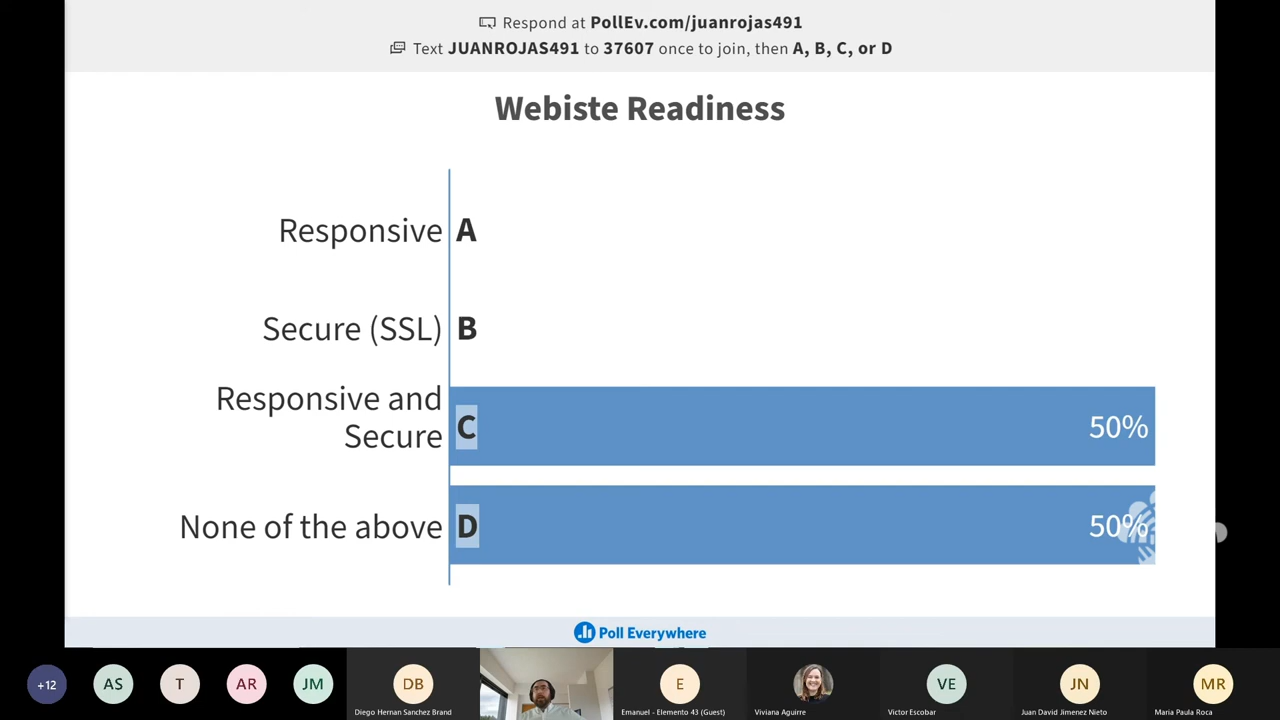 Respond at PollEv.com/juanrojas491
Text JUANROJAS491 to 37607 once to join, then A, B, C, or D
Webiste Readiness
Responsive A
Secure (SSL) B
Responsive and
Secure
C
50%
None of the above D 50%
Poll Everywhere
+12
AS
T
AR
JM
DB
E
VE
JN
MR
Diego Hernan Sanchez Brand
Emanuel - Elemento 43 (Guest)
Viviana Aguirre
Victor Escobar
Juan David Jimenez Nieto
Maria Paula Roca